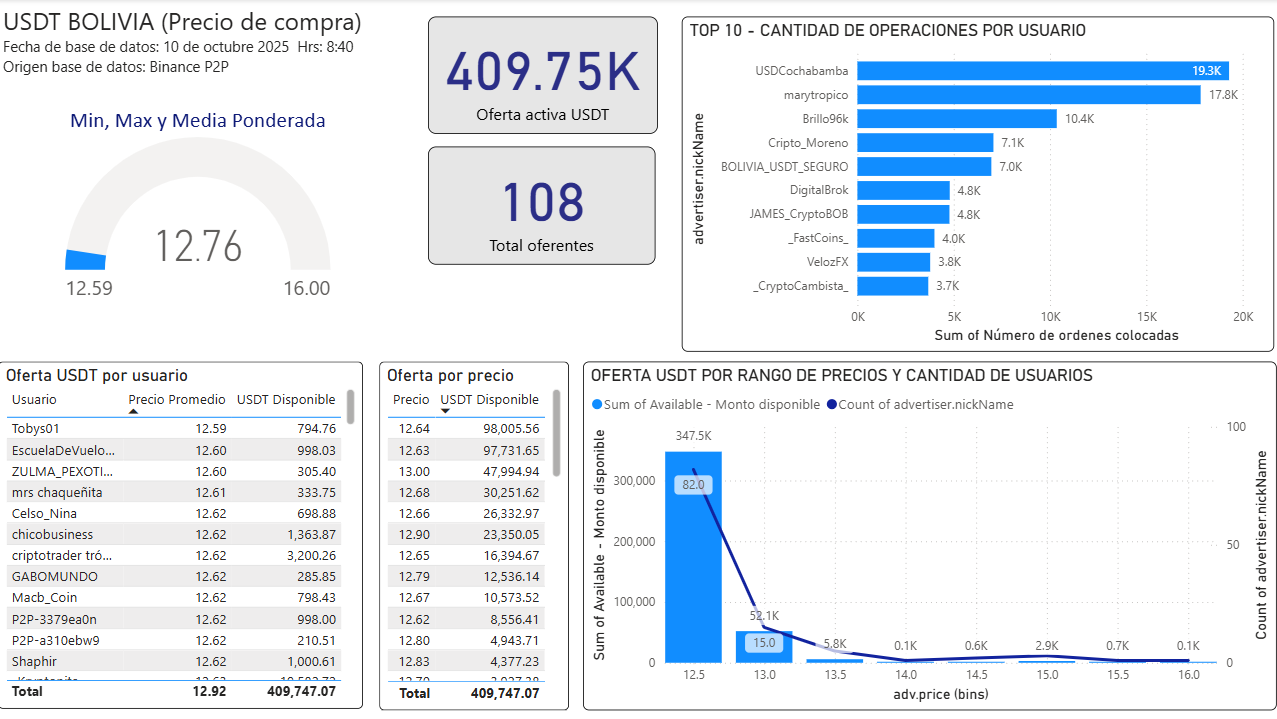 USDT BOLIVIA (Precio de compra)
Fecha de base de datos: 10 de octubre 2025 Hrs: 8:40
Origen base de datos: Binance P2P
Min, Max y Media Ponderada
12.76
12.59 16.00
409.75K
Oferta activa USDT
108
Total oferentes
TOP 10 - CANTIDAD DE OPERACIONES POR USUARIO
advertiser.nickName
USDCochabamba 19.3K
marytropico 17.8K
Brillo96k 10.4K
Cripto_Moreno 7.1K
BOLIVIA_USDT_SEGURO 7.0K
DigitalBrok 4.8K
JAMES_CryptoBOB 4.8K
_FastCoins_ 4.0K
VelozFX 3.8K
_CryptoCambista_ 3.7K
0K 5K 10K 15K 20K
Sum of Número de ordenes colocadas
Oferta USDT por usuario
Usuario Precio Promedio USDT Disponible
Tobys01 12.59 794.76
EscuelaDeVuelo... 12.60 998.03
ZULMA_PEXOTI... 12.60 305.40
mrs chaqueñita 12.61 333.75
Celso_Nina 12.62 698.88
chicobusiness 12.62 1,363.87
criptotrader tró... 12.62 3,200.26
GABOMUNDO 12.62 285.85
Macb_Coin 12.62 798.43
P2P-3379ea0n 12.62 998.00
P2P-a310ebw9 12.62 210.51
Shaphir 12.62 1,000.61
Total 12.92 409,747.07
Oferta por precio
Precio USDT Disponible
12.64 98,005.56
12.63 97,731.65
13.00 47,994.94
12.68 30,251.62
12.66 26,332.97
12.90 23,350.05
12.65 16,394.67
12.79 12,536.14
12.67 10,573.52
12.62 8,556.41
12.80 4,943.71
12.83 4,377.23
Total 409,747.07
OFERTA USDT POR RANGO DE PRECIOS Y CANTIDAD DE USUARIOS
Sum of Available - Monto disponible Count of advertiser.nickName
Sum of Available - Monto disponible
300,000
200,000
100,000
0
347.5K 52.1K 5.8K 0.1K 0.6K 2.9K 0.7K 0.1K
82.0 15.0
12.5 13.0 13.5 14.0 14.5 15.0 15.5 16.0
adv.price (bins)
100
50
0
Count of advertiser.nickName